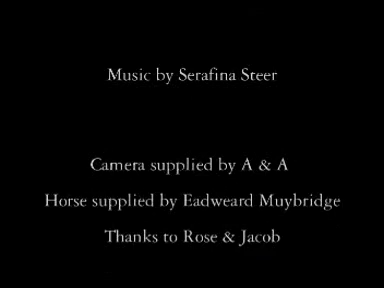 Music by Serafina Steer
Camera supplied by A & A
Horse supplied by Eadweard Muybridge
Thanks to Rose & Jacob